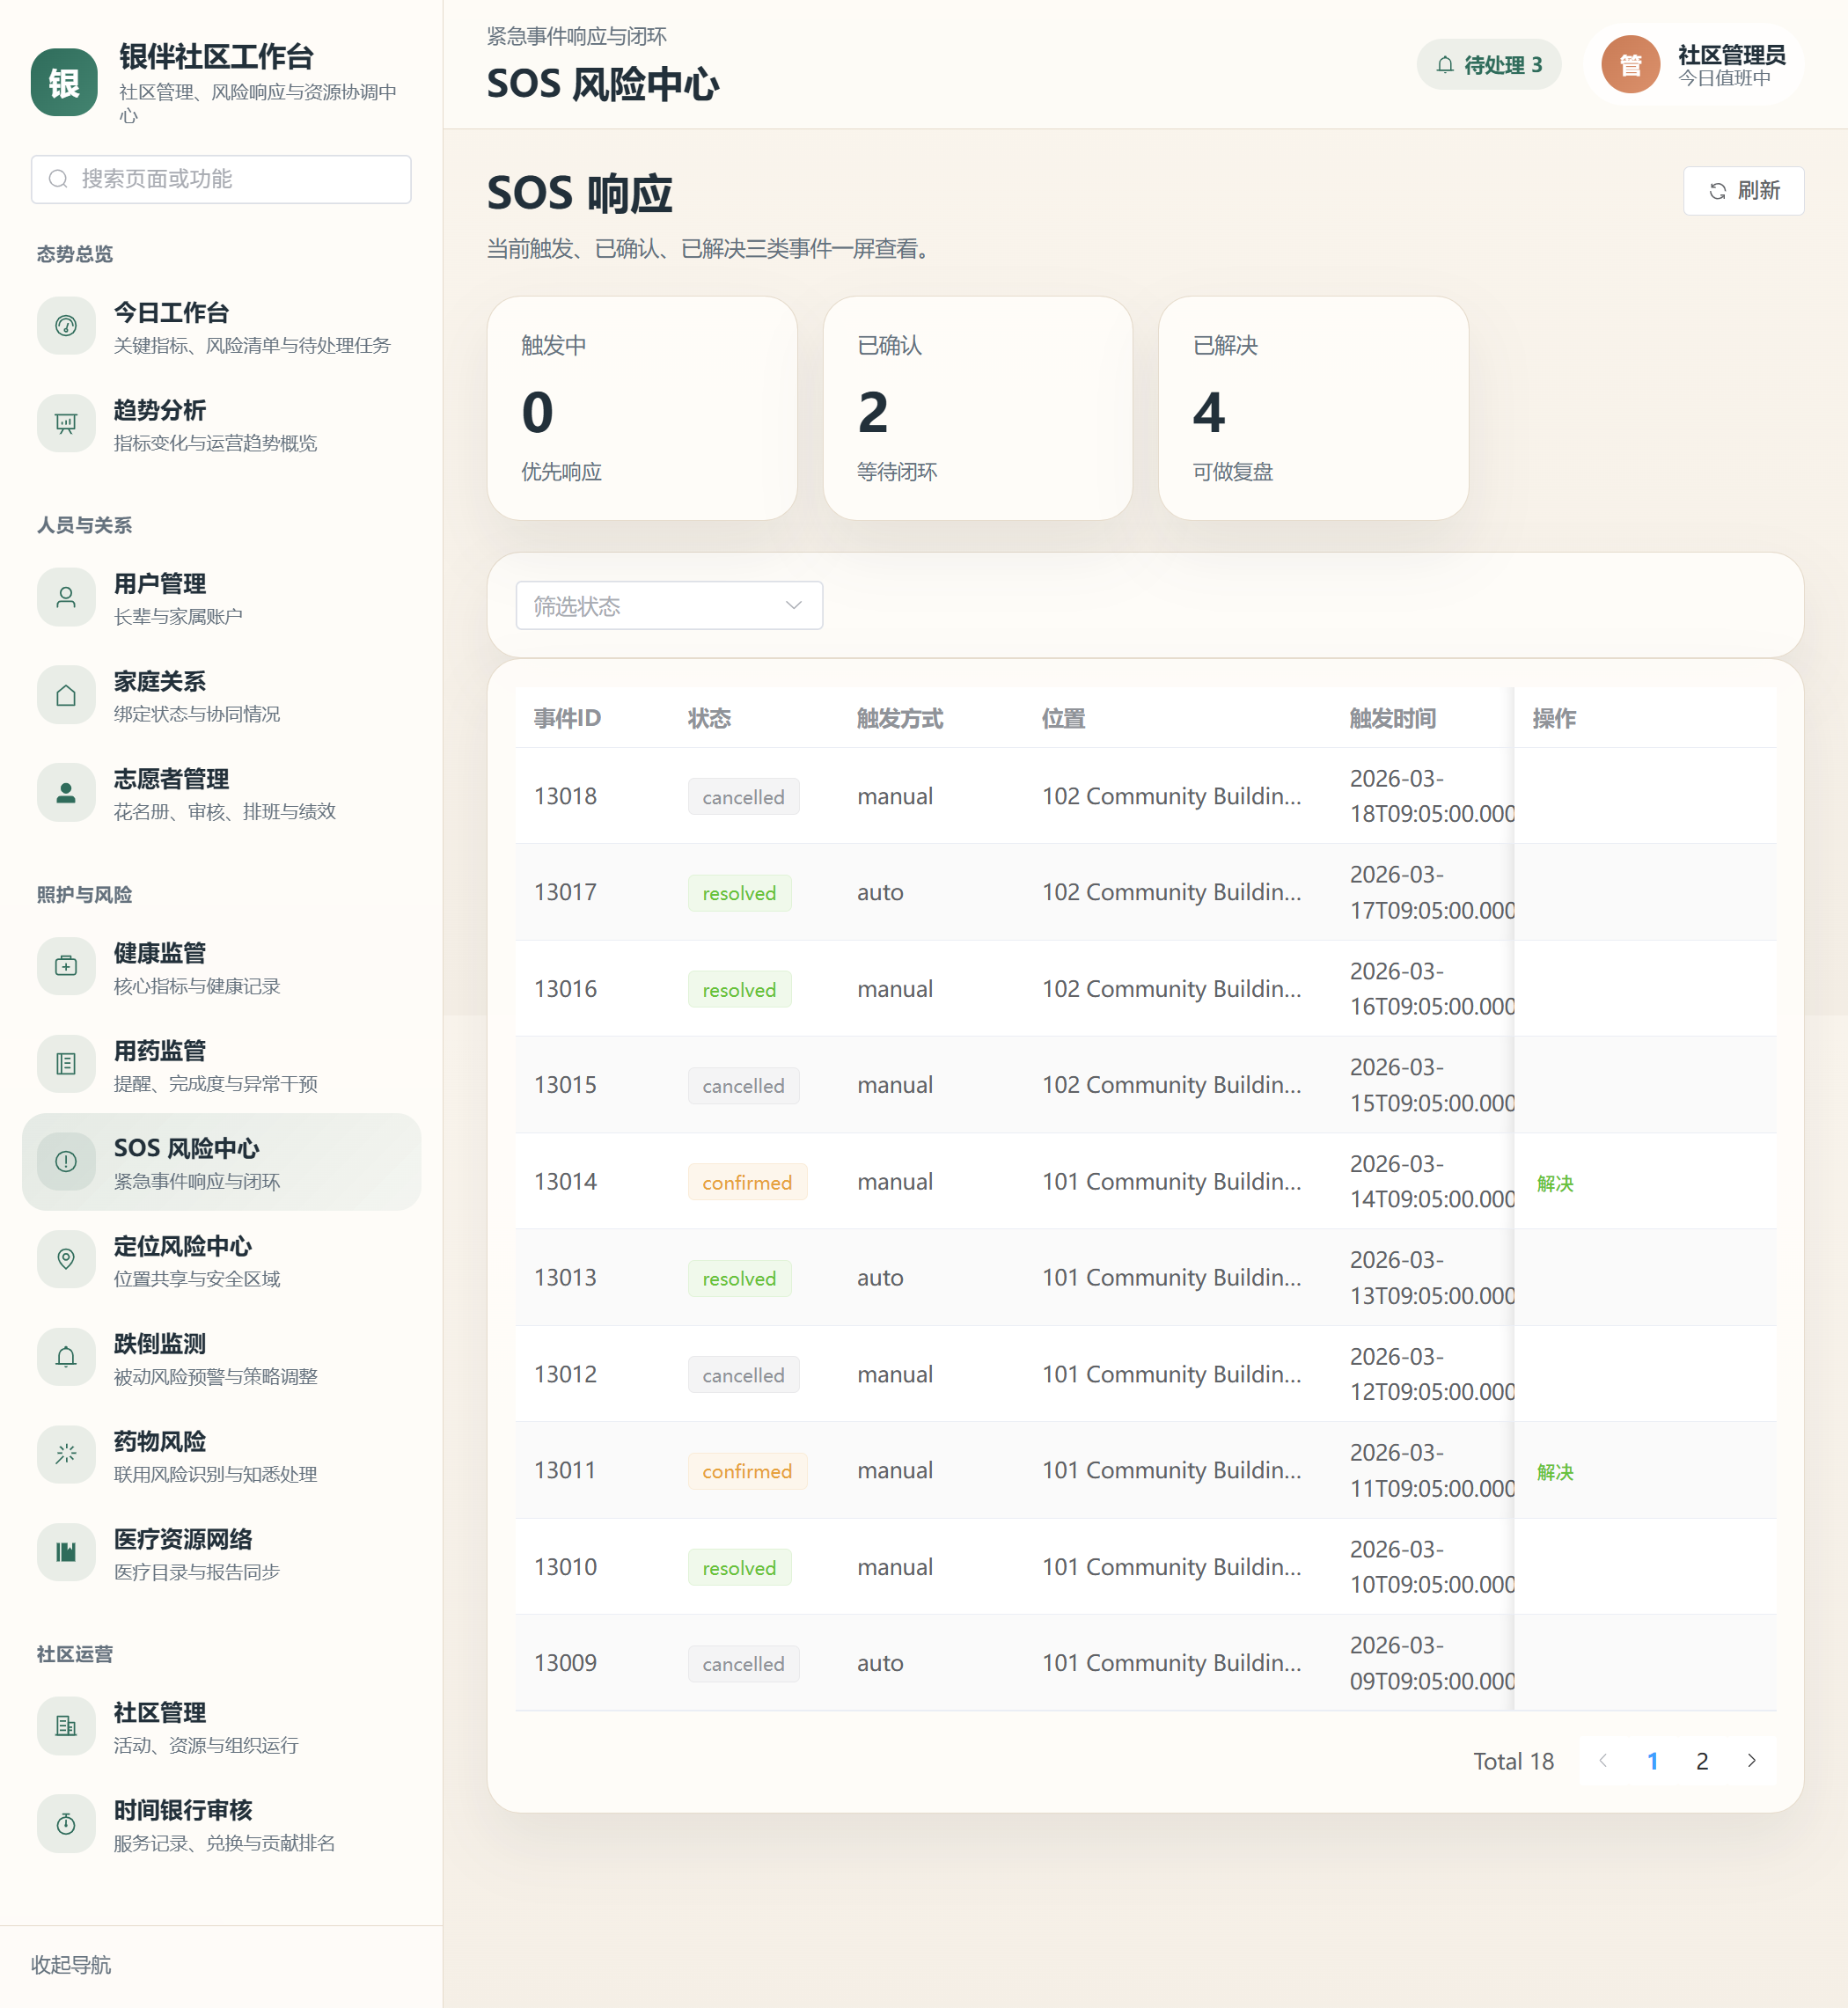 银
银伴社区工作台
社区管理、风险响应与资源协调中
心
搜索页面或功能
态势总览
今日工作台
关键指标、风险清单与待处理任务
趋势分析
指标变化与运营趋势概览
人员与关系
用户管理
长辈与家属账户
家庭关系
绑定状态与协同情况
志愿者管理
花名册、审核、排班与绩效
照护与风险
健康监管
核心指标与健康记录
用药监管
提醒、完成度与异常干预
SOS 风险中心
紧急事件响应与闭环
定位风险中心
位置共享与安全区域
跌倒监测
被动风险预警与策略调整
药物风险
联用风险识别与知悉处理
医疗资源网络
医疗目录与报告同步
社区运营
社区管理
活动、资源与组织运行
时间银行审核
服务记录、兑换与贡献排名
收起导航
紧急事件响应与闭环
SOS 风险中心
待处理 3
管
社区管理员
今日值班中
SOS 响应
当前触发、已确认、已解决三类事件一屏查看。
刷新
触发中
0
优先响应
已确认
2
等待闭环
已解决
4
可做复盘
筛选状态
事件ID 状态 触发方式 位置 触发时间 操作
13018 cancelled manual 102 Community Buildin... 2026-03-
18T09:05:00.000
13017 resolved auto 102 Community Buildin... 2026-03-
17T09:05:00.000
13016 resolved manual 102 Community Buildin... 2026-03-
16T09:05:00.000
13015 cancelled manual 102 Community Buildin... 2026-03-
15T09:05:00.000
13014 confirmed manual 101 Community Buildin... 2026-03-
14T09:05:00.000 解决
13013 resolved auto 101 Community Buildin... 2026-03-
13T09:05:00.000
13012 cancelled manual 101 Community Buildin... 2026-03-
12T09:05:00.000
13011 confirmed manual 101 Community Buildin... 2026-03-
11T09:05:00.000 解决
13010 resolved manual 101 Community Buildin... 2026-03-
10T09:05:00.000
13009 cancelled auto 101 Community Buildin... 2026-03-
09T09:05:00.000
Total 18 1 2